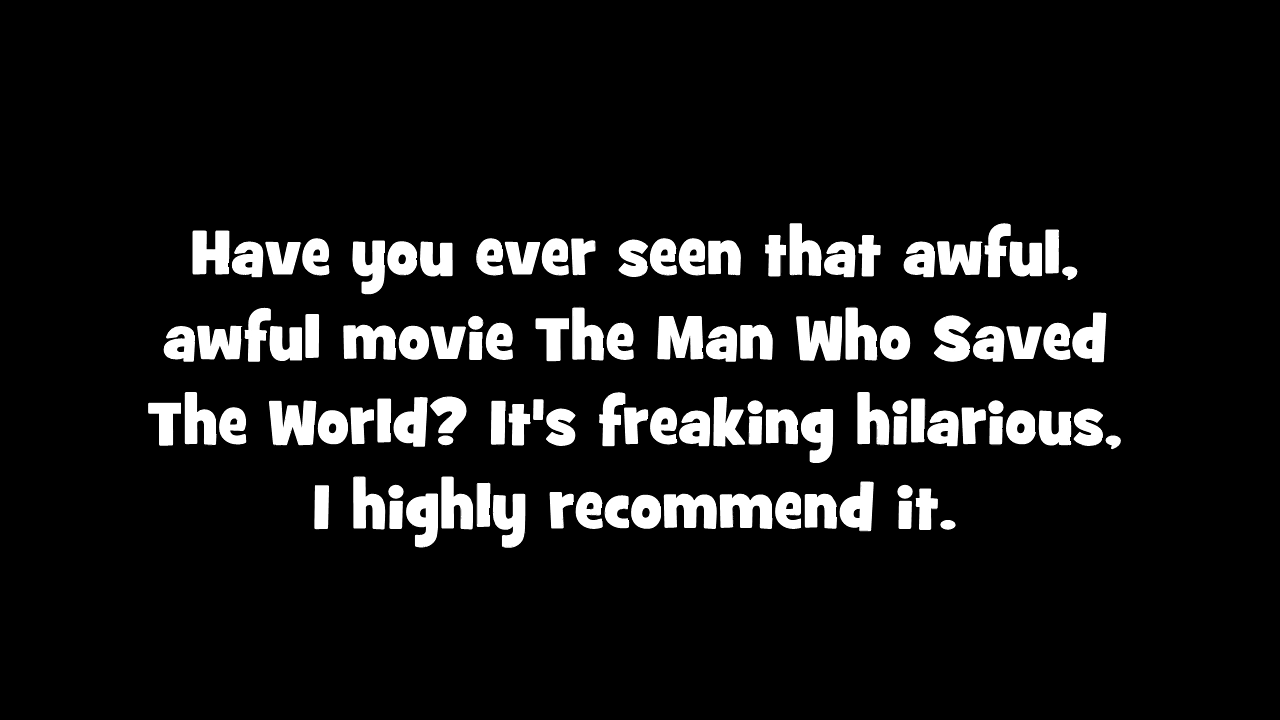 Have you ever seen that awful,
awful movie The Man Who Saved
The World? It's freaking hilarious,
I highly recommend it.